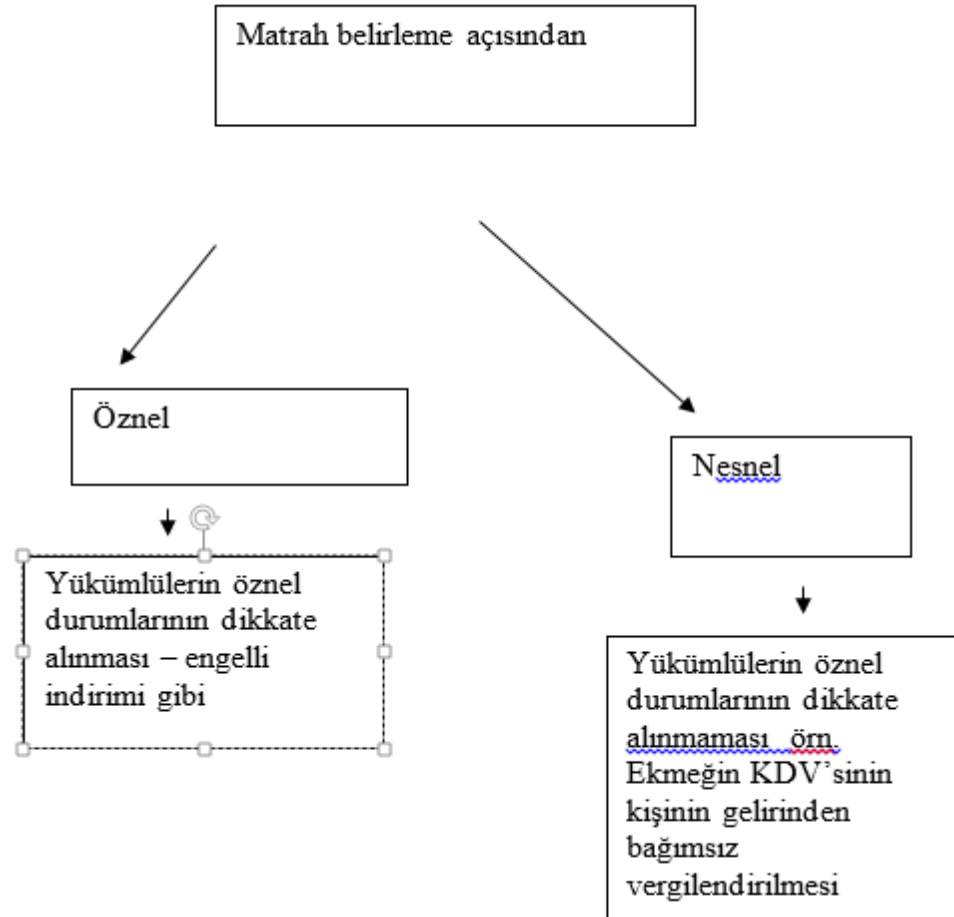 Matrah belirleme açısından
Öznel
Nesnel
Yükümlülerin öznel
durumlarının dikkate
alınması – engelli
indirimi gibi
Yükümlülerin öznel
durumlarının dikkate
alınmaması örn.
Ekmeğin KDV’sinin
kişinin gelirinden
bağımsız
vergilendirilmesi